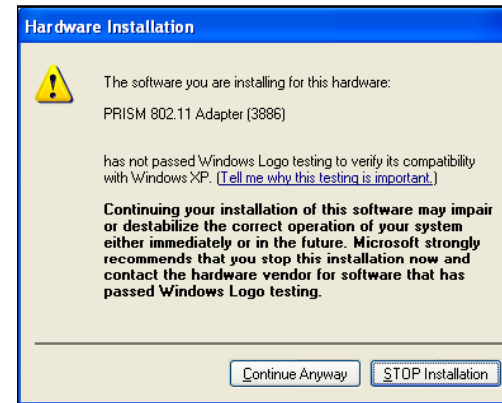 Hardware Installation
The software you are installing for this hardware:
PRISM 802.11 Adapter (3886)
has not passed Windows Logo testing to verify its compatibility
with Windows XP. (Tell me why this testing is important.)
Continuing your installation of this software may impair
or destabilize the correct operation of your system
either immediately or in the future. Microsoft strongly
recommends that you stop this installation now and
contact the hardware vendor for software that has
passed Windows Logo testing.
Continue Anyway
STOP Installation